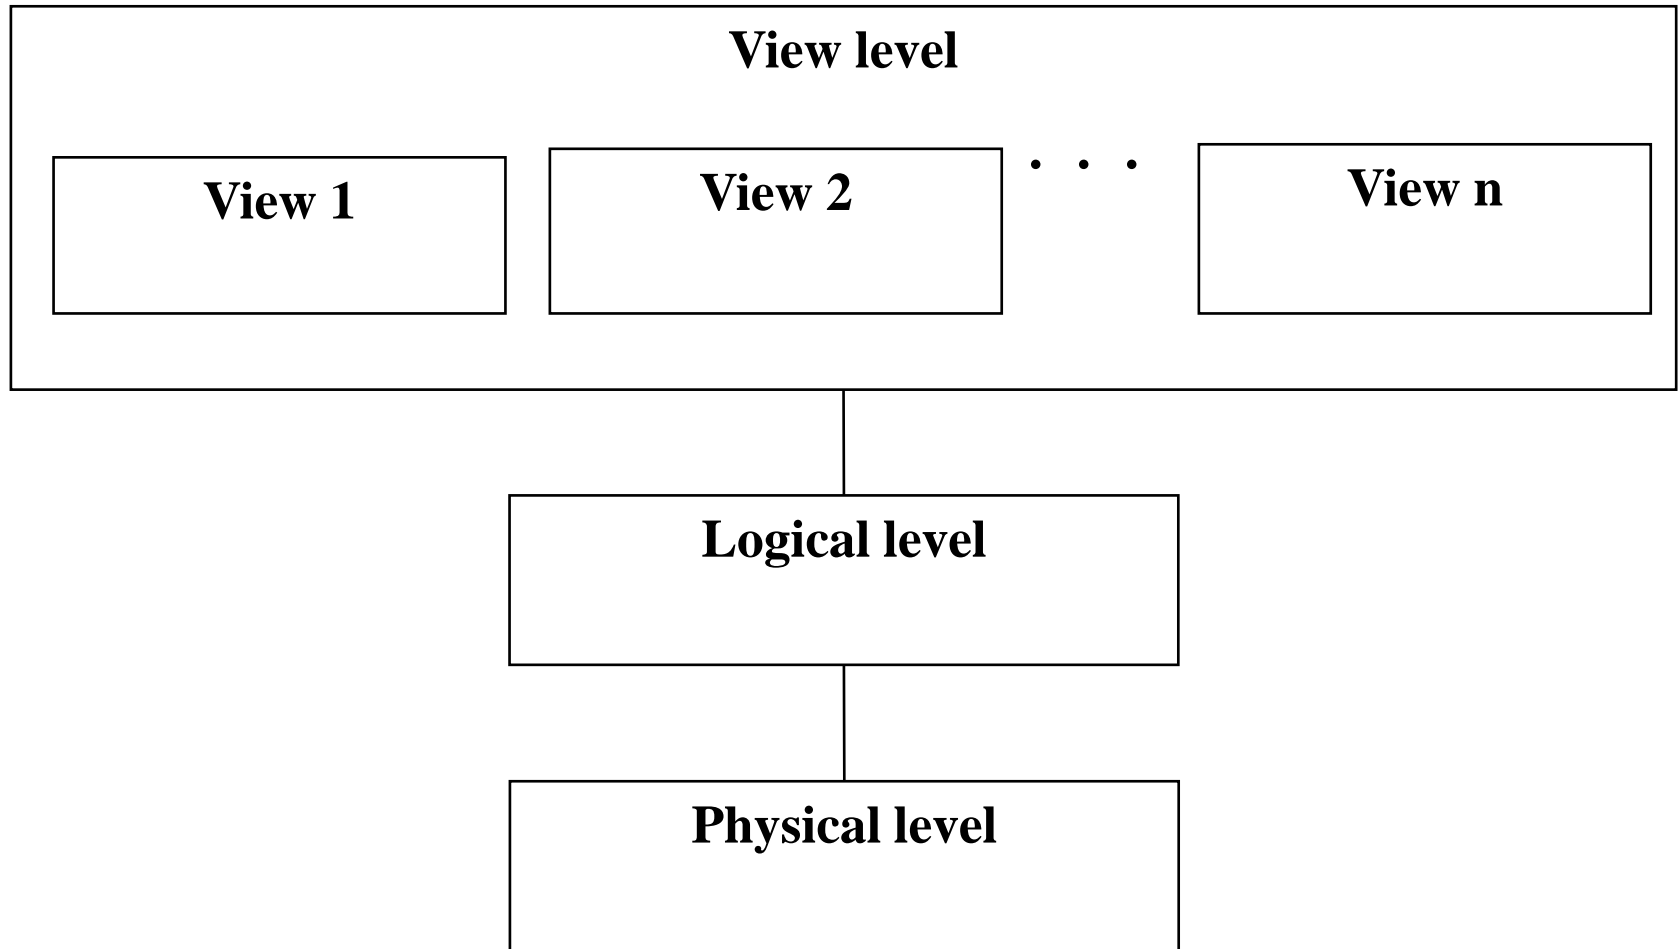 View level
View 1
View 2
. . .
View n
Logical level
Physical level